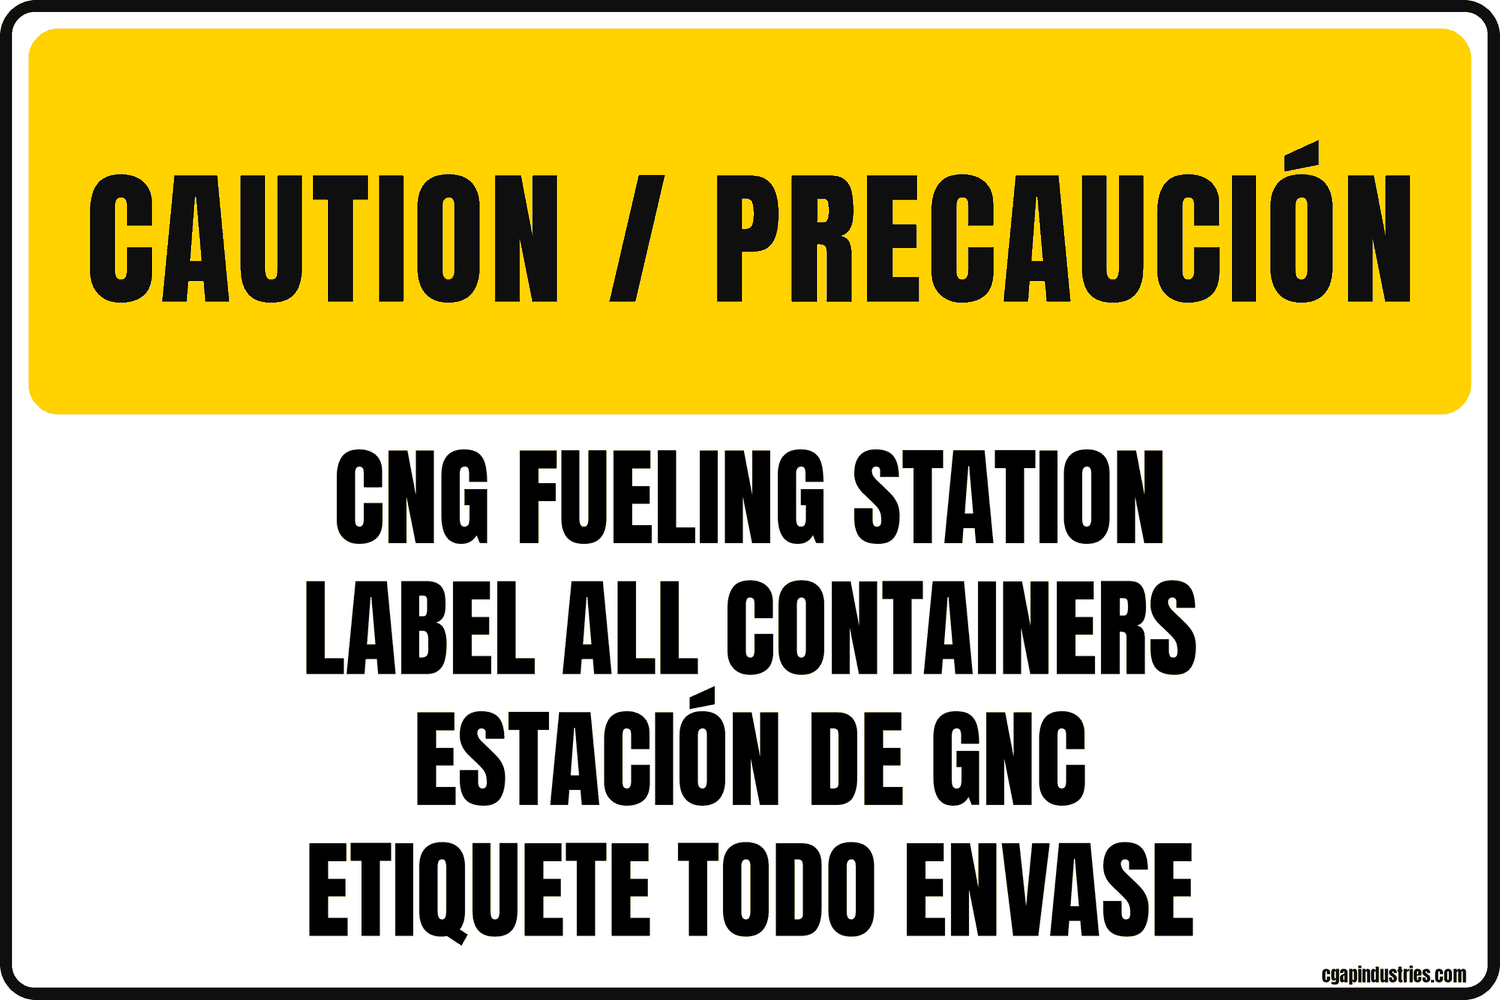 CAUTION / PRECAUCIÓN
CNG FUELING STATION
LABEL ALL CONTAINERS
ESTACIÓN DE GNC
ETIQUETE TODO ENVASE
cgapindustries.com